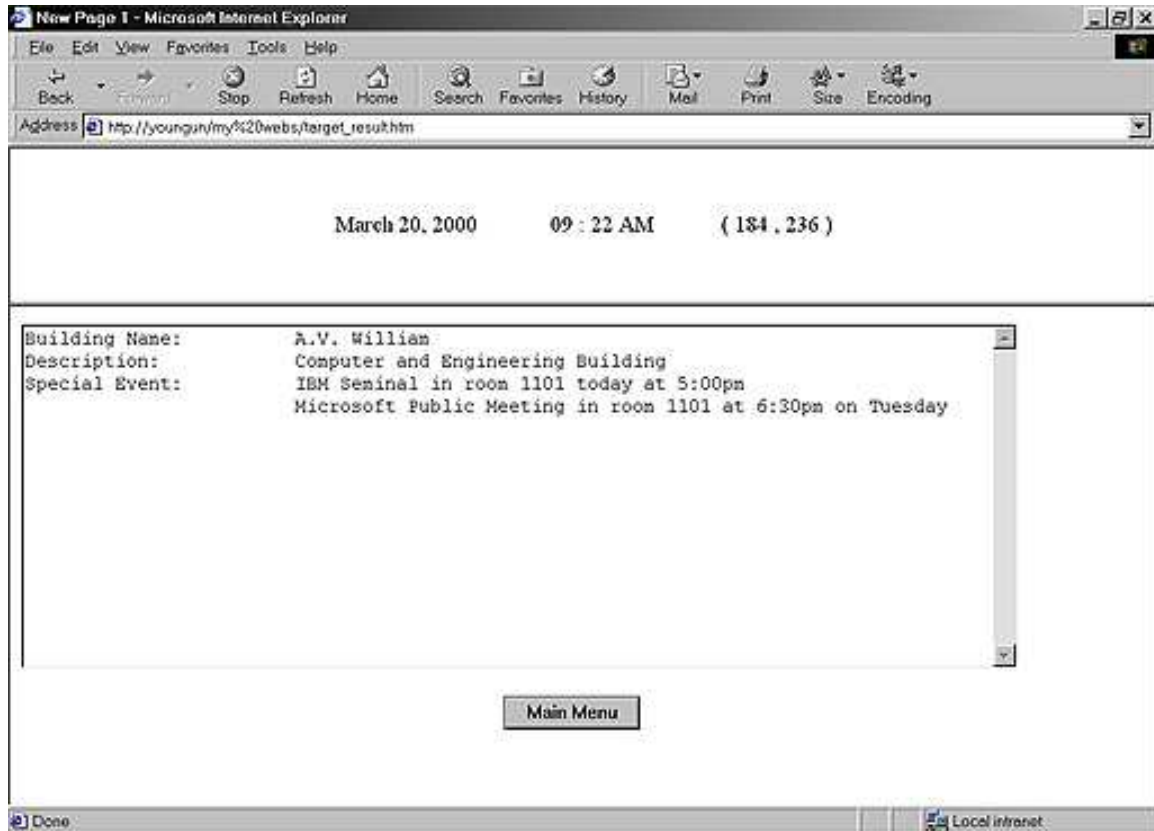 New Page 1 - Microsoft Internet Explorer
File Edit View Favorites Tools Help
Back Forward Stop Refresh Home Search Favorites History Mail Print Size Encoding
Address http://youngun/my%20webs/target_result.htm
March 20, 2000 09 : 22 AM ( 184 , 236 )
Building Name: A.V. William
Description: Computer and Engineering Building
Special Event: IBM Seminal in room 1101 today at 5:00pm
Microsoft Public Meeting in room 1101 at 6:30pm on Tuesday
Main Menu
Done Local intranet